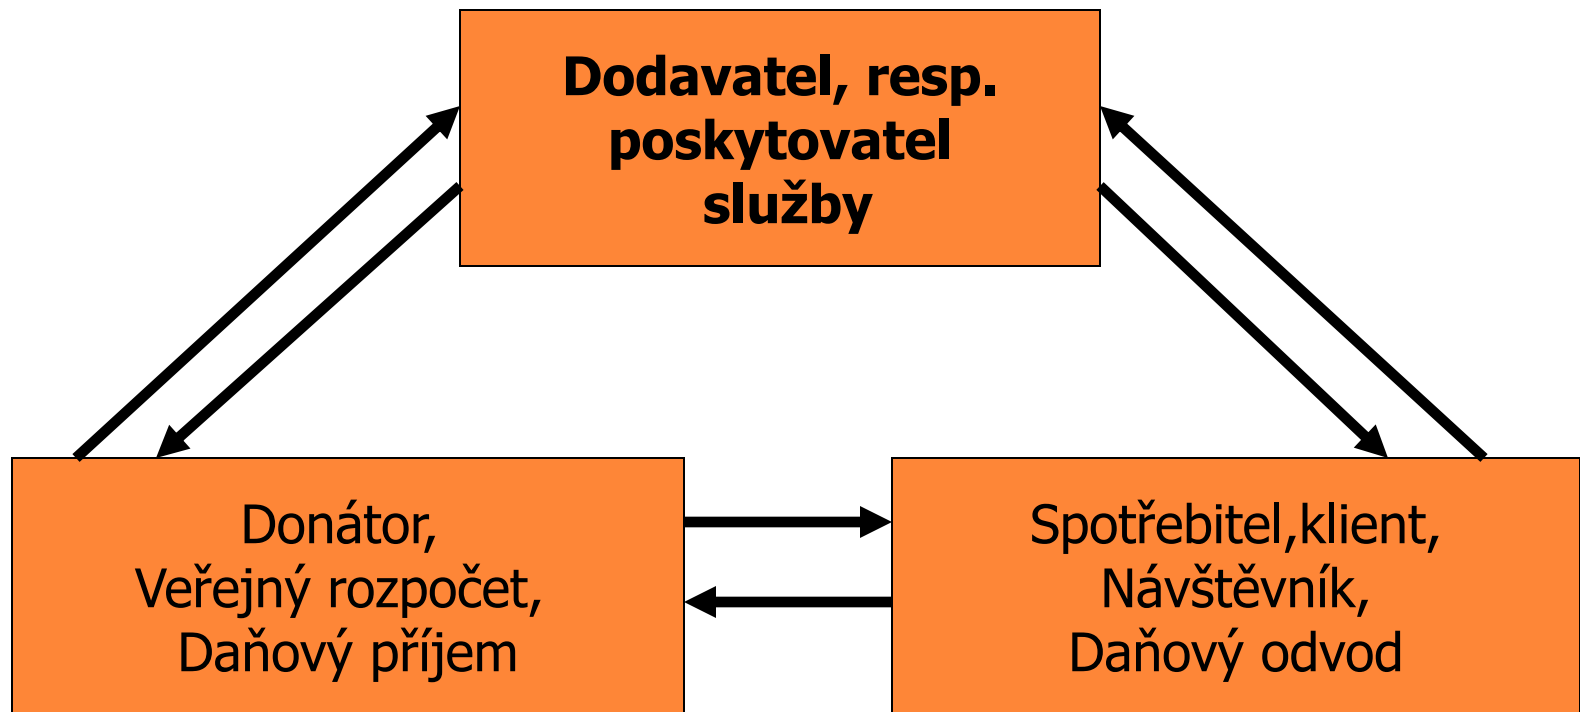 Dodavatel, resp.
poskytovatel
služby
Donátor,
Veřejný rozpočet,
Daňový příjem
Spotřebitel,klient,
Návštěvník,
Daňový odvod